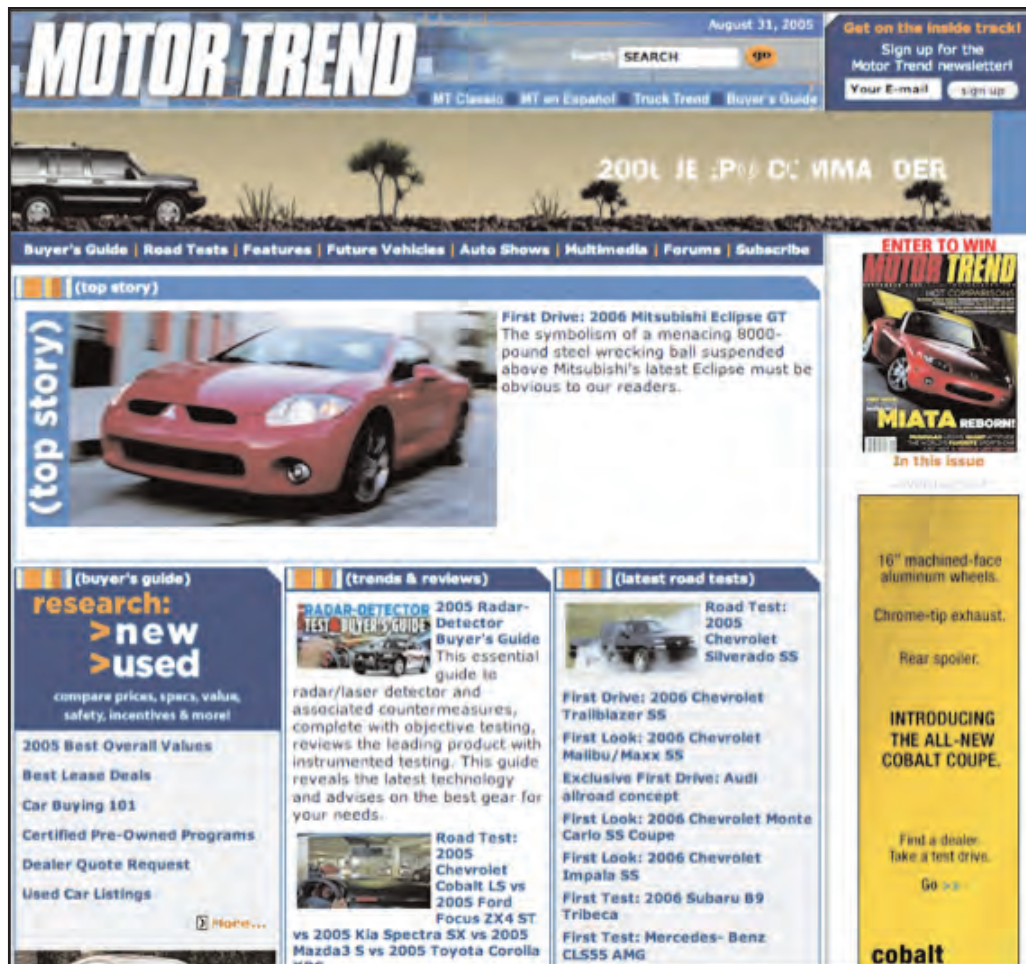 MOTOR TREND
August 31, 2005
Search SEARCH go
MT Classic MT en Español Truck Trend Buyer's Guide
Get on the inside track!
Sign up for the
Motor Trend newsletter!
Your E-mail sign up
Buyer's Guide | Road Tests | Features | Future Vehicles | Auto Shows | Multimedia | Forums | Subscribe
(top story)
(top story)
First Drive: 2006 Mitsubishi Eclipse GT
The symbolism of a menacing 8000-
pound steel wrecking ball suspended
above Mitsubishi's latest Eclipse must be
obvious to our readers.
ENTER TO WIN
MOTOR TREND
HOT COMPARISONS
MIATA REBORN!
In this issue
(buyer's guide)
research:
>new
>used
compare prices, specs, value,
safety, incentives & more!
2005 Best Overall Values
Best Lease Deals
Car Buying 101
Certified Pre-Owned Programs
Dealer Quote Request
Used Car Listings
More...
(trends & reviews)
RADAR-DETECTOR
TEST BUYER'S GUIDE
2005 Radar-
Detector
Buyer's Guide
This essential
guide to
radar/laser detector and
associated countermeasures,
complete with objective testing,
reviews the leading product with
instrumented testing. This guide
reveals the latest technology
and advises on the best gear for
your needs.
Road Test:
2005
Chevrolet
Cobalt LS vs
2005 Ford
Focus ZX4 ST
vs 2005 Kia Spectra SX vs 2005
Mazda3 S vs 2005 Toyota Corolla
(latest road tests)
Road Test:
2005
Chevrolet
Silverado SS
First Drive: 2006 Chevrolet
Trailblazer SS
First Look: 2006 Chevrolet
Malibu/Maxx SS
Exclusive First Drive: Audi
allroad concept
First Look: 2006 Chevrolet Monte
Carlo SS Coupe
First Look: 2006 Chevrolet
Impala SS
First Test: 2006 Subaru B9
Tribeca
First Test: Mercedes- Benz
CLS55 AMG
16" machined-face
aluminum wheels.
Chrome-tip exhaust.
Rear spoiler.
INTRODUCING
THE ALL-NEW
COBALT COUPE.
Find a dealer.
Take a test drive.
Go >>
cobalt